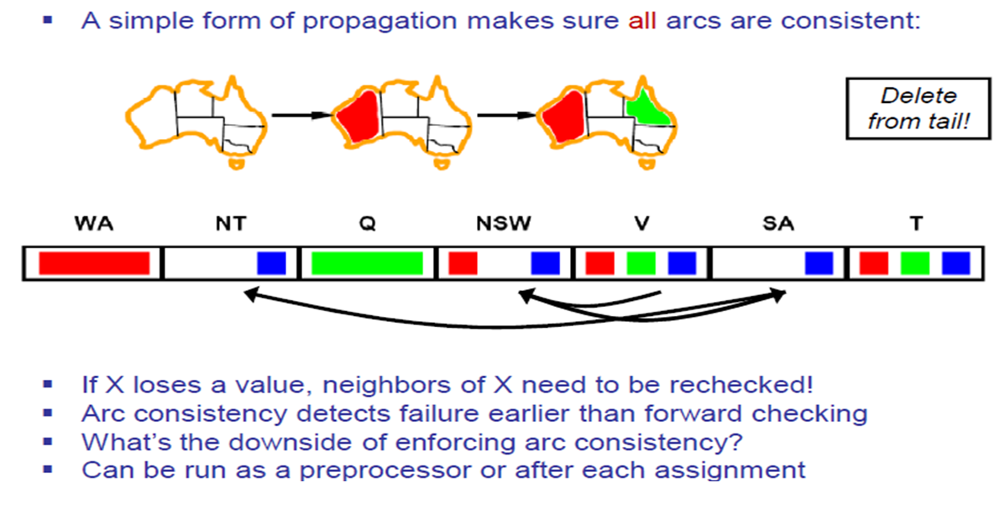 ▪ A simple form of propagation makes sure all arcs are consistent:
Delete
from tail!
WA NT Q NSW V SA T
▪ If X loses a value, neighbors of X need to be rechecked!
▪ Arc consistency detects failure earlier than forward checking
▪ What's the downside of enforcing arc consistency?
▪ Can be run as a preprocessor or after each assignment